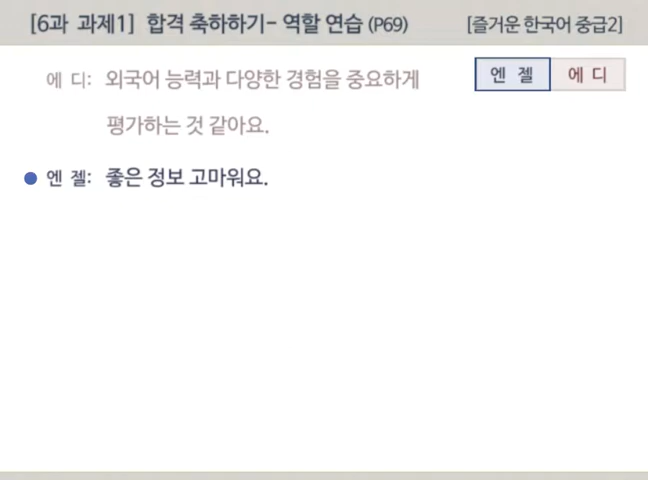 [6과 과제1] 합격 축하하기- 역할 연습 (P69) [즐거운 한국어 중급2]
엔 젤 에 디
에 디: 외국어 능력과 다양한 경험을 중요하게
평가하는 것 같아요.
엔 젤: 좋은 정보 고마워요.